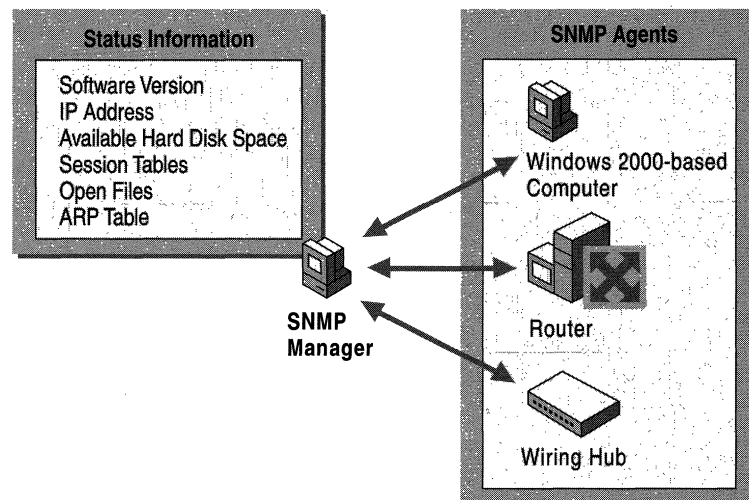 Status Information
Software Version
IP Address
Available Hard Disk Space
Session Tables
Open Files
ARP Table
SNMP
Manager
SNMP Agents
Windows 2000-based
Computer
Router
Wiring Hub